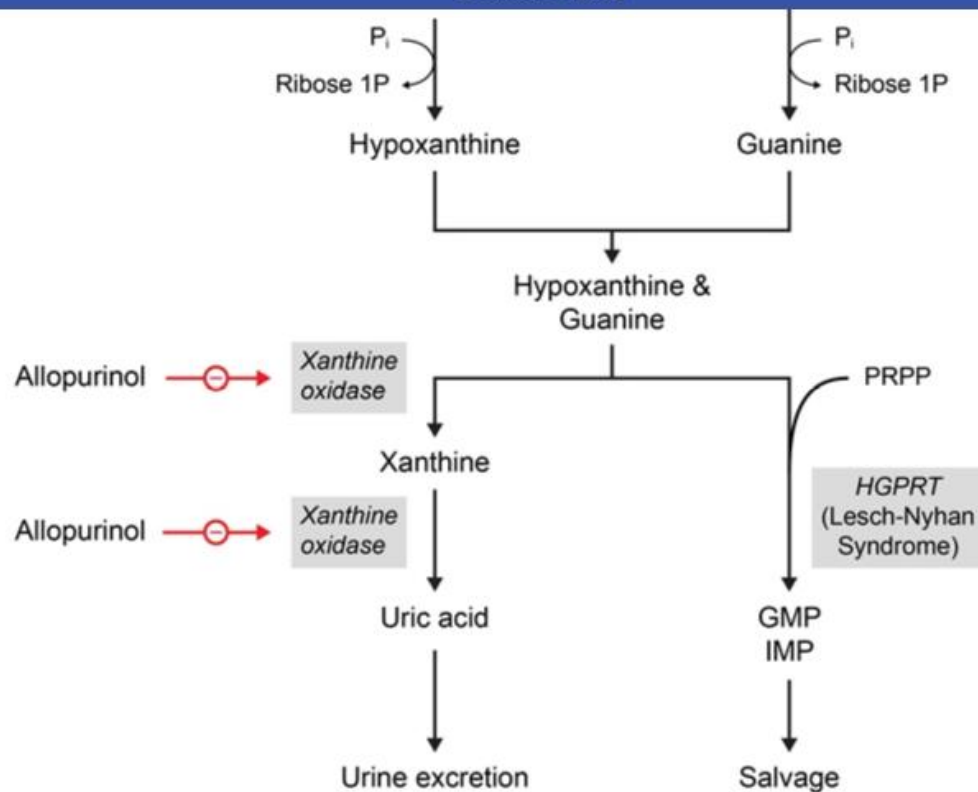 Pi
Pi
Ribose 1P
Ribose 1P
Hypoxanthine
Guanine
Hypoxanthine &
Guanine
Allopurinol
Xanthine
oxidase
PRPP
Xanthine
HGPRT
(Lesch-Nyhan
Syndrome)
Allopurinol
Xanthine
oxidase
Uric acid
GMP
IMP
Urine excretion
Salvage